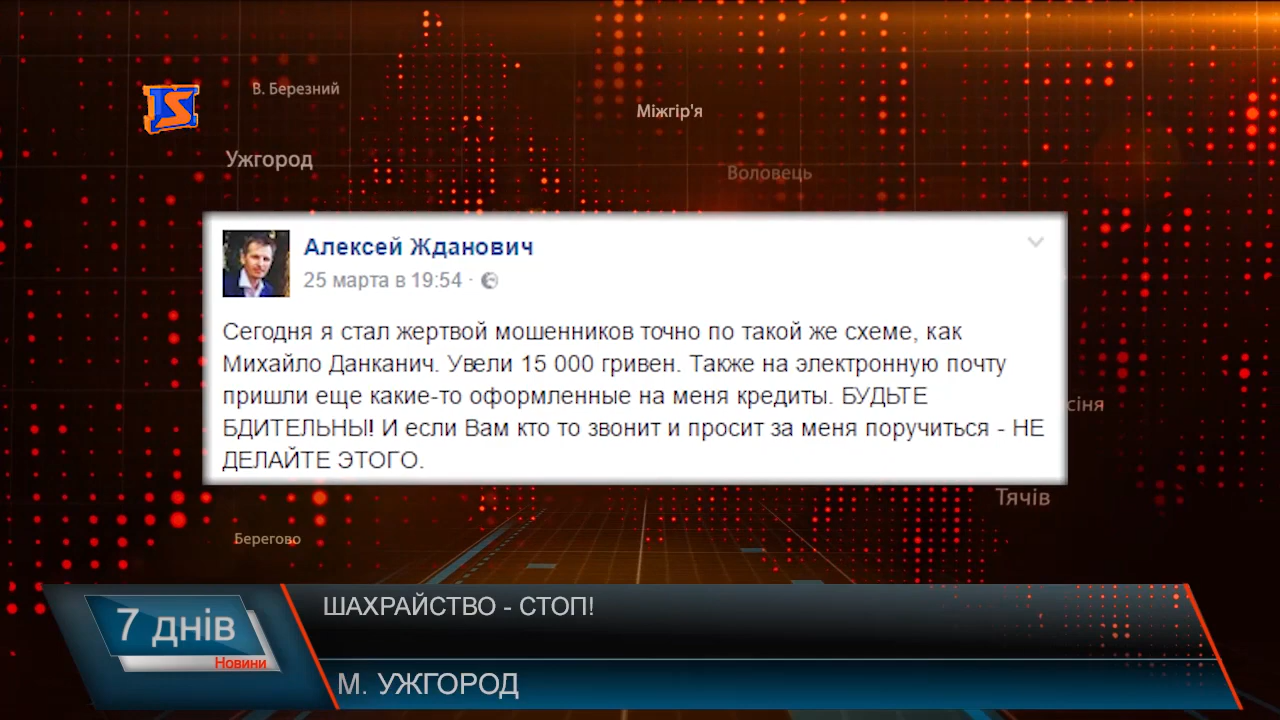 В. Березний
Міжгір'я
Ужгород
Воловець
Алексей Жданович
25 марта в 19:54 ·
Сегодня я стал жертвой мошенников точно по такой же схеме, как
Михайло Данканич. Увели 15 000 гривен. Также на электронную почту
пришли еще какие-то оформленные на меня кредиты. БУДЬТЕ
БДИТЕЛЬНЫ! И если Вам кто то звонит и просит за меня поручиться - НЕ
ДЕЛАЙТЕ ЭТОГО.
сіня
Тячів
Берегово
ШАХРАЙСТВО - СТОП!
7 днів
Новини
М. УЖГОРОД